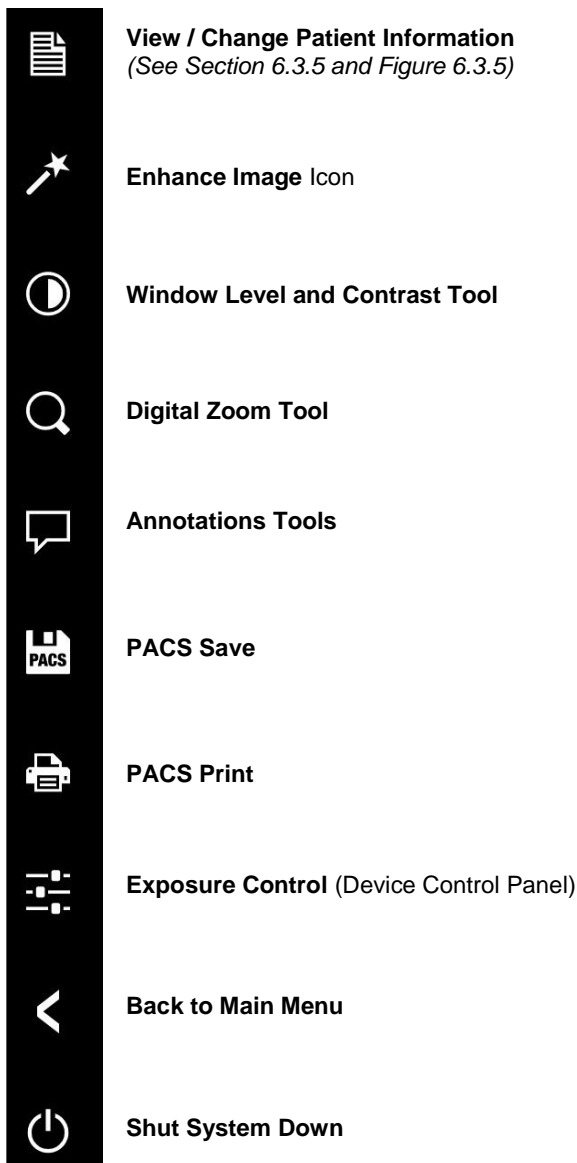 View / Change Patient Information
(See Section 6.3.5 and Figure 6.3.5)
Enhance Image Icon
Window Level and Contrast Tool
Digital Zoom Tool
Annotations Tools
PACS
PACS Save
PACS Print
Exposure Control (Device Control Panel)
Back to Main Menu
Shut System Down